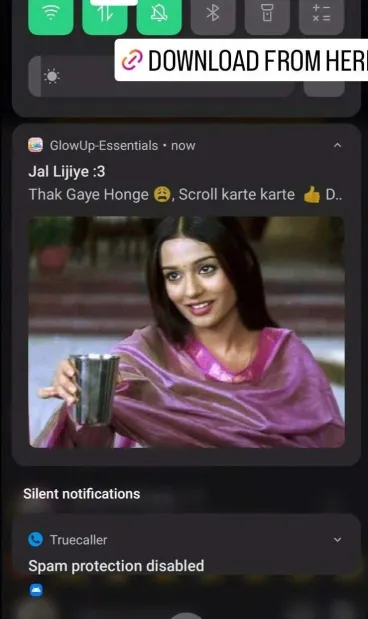 DOWNLOAD FROM HER
GlowUp-Essentials • now
Jal Lijiye :3
Thak Gaye Honge 😩, Scroll karte karte 👍 D..
Silent notifications
Truecaller
Spam protection disabled